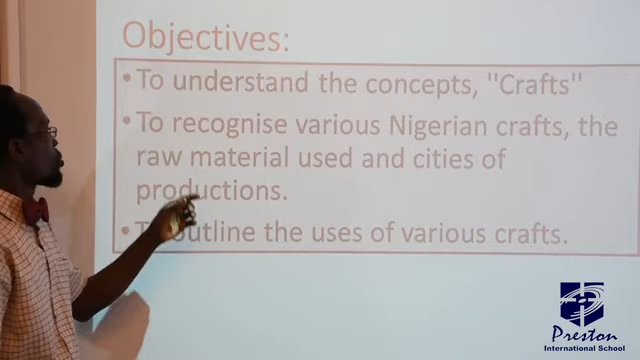 Objectives:
• To understand the concepts, "Crafts"
• To recognise various Nigerian crafts, the
raw material used and cities of
productions.
• To outline the uses of various crafts.
Preston
International School